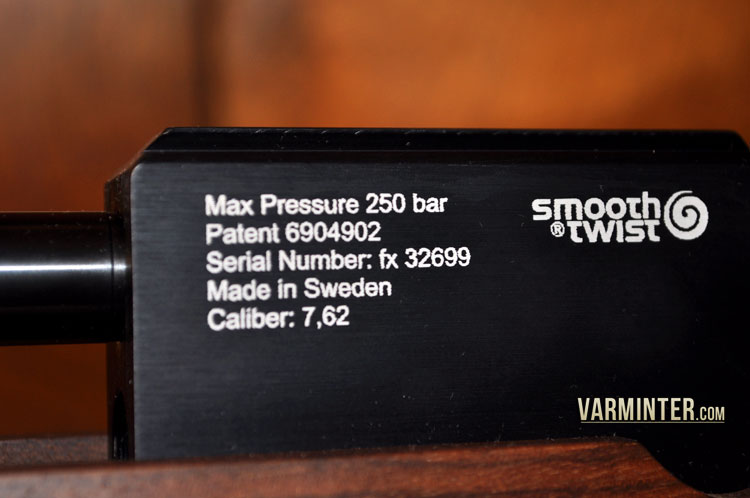 Max Pressure 250 bar
Patent 6904902
Serial Number: fx 32699
Made in Sweden
Caliber: 7,62
smooth
® twist
VARMINTER.COM